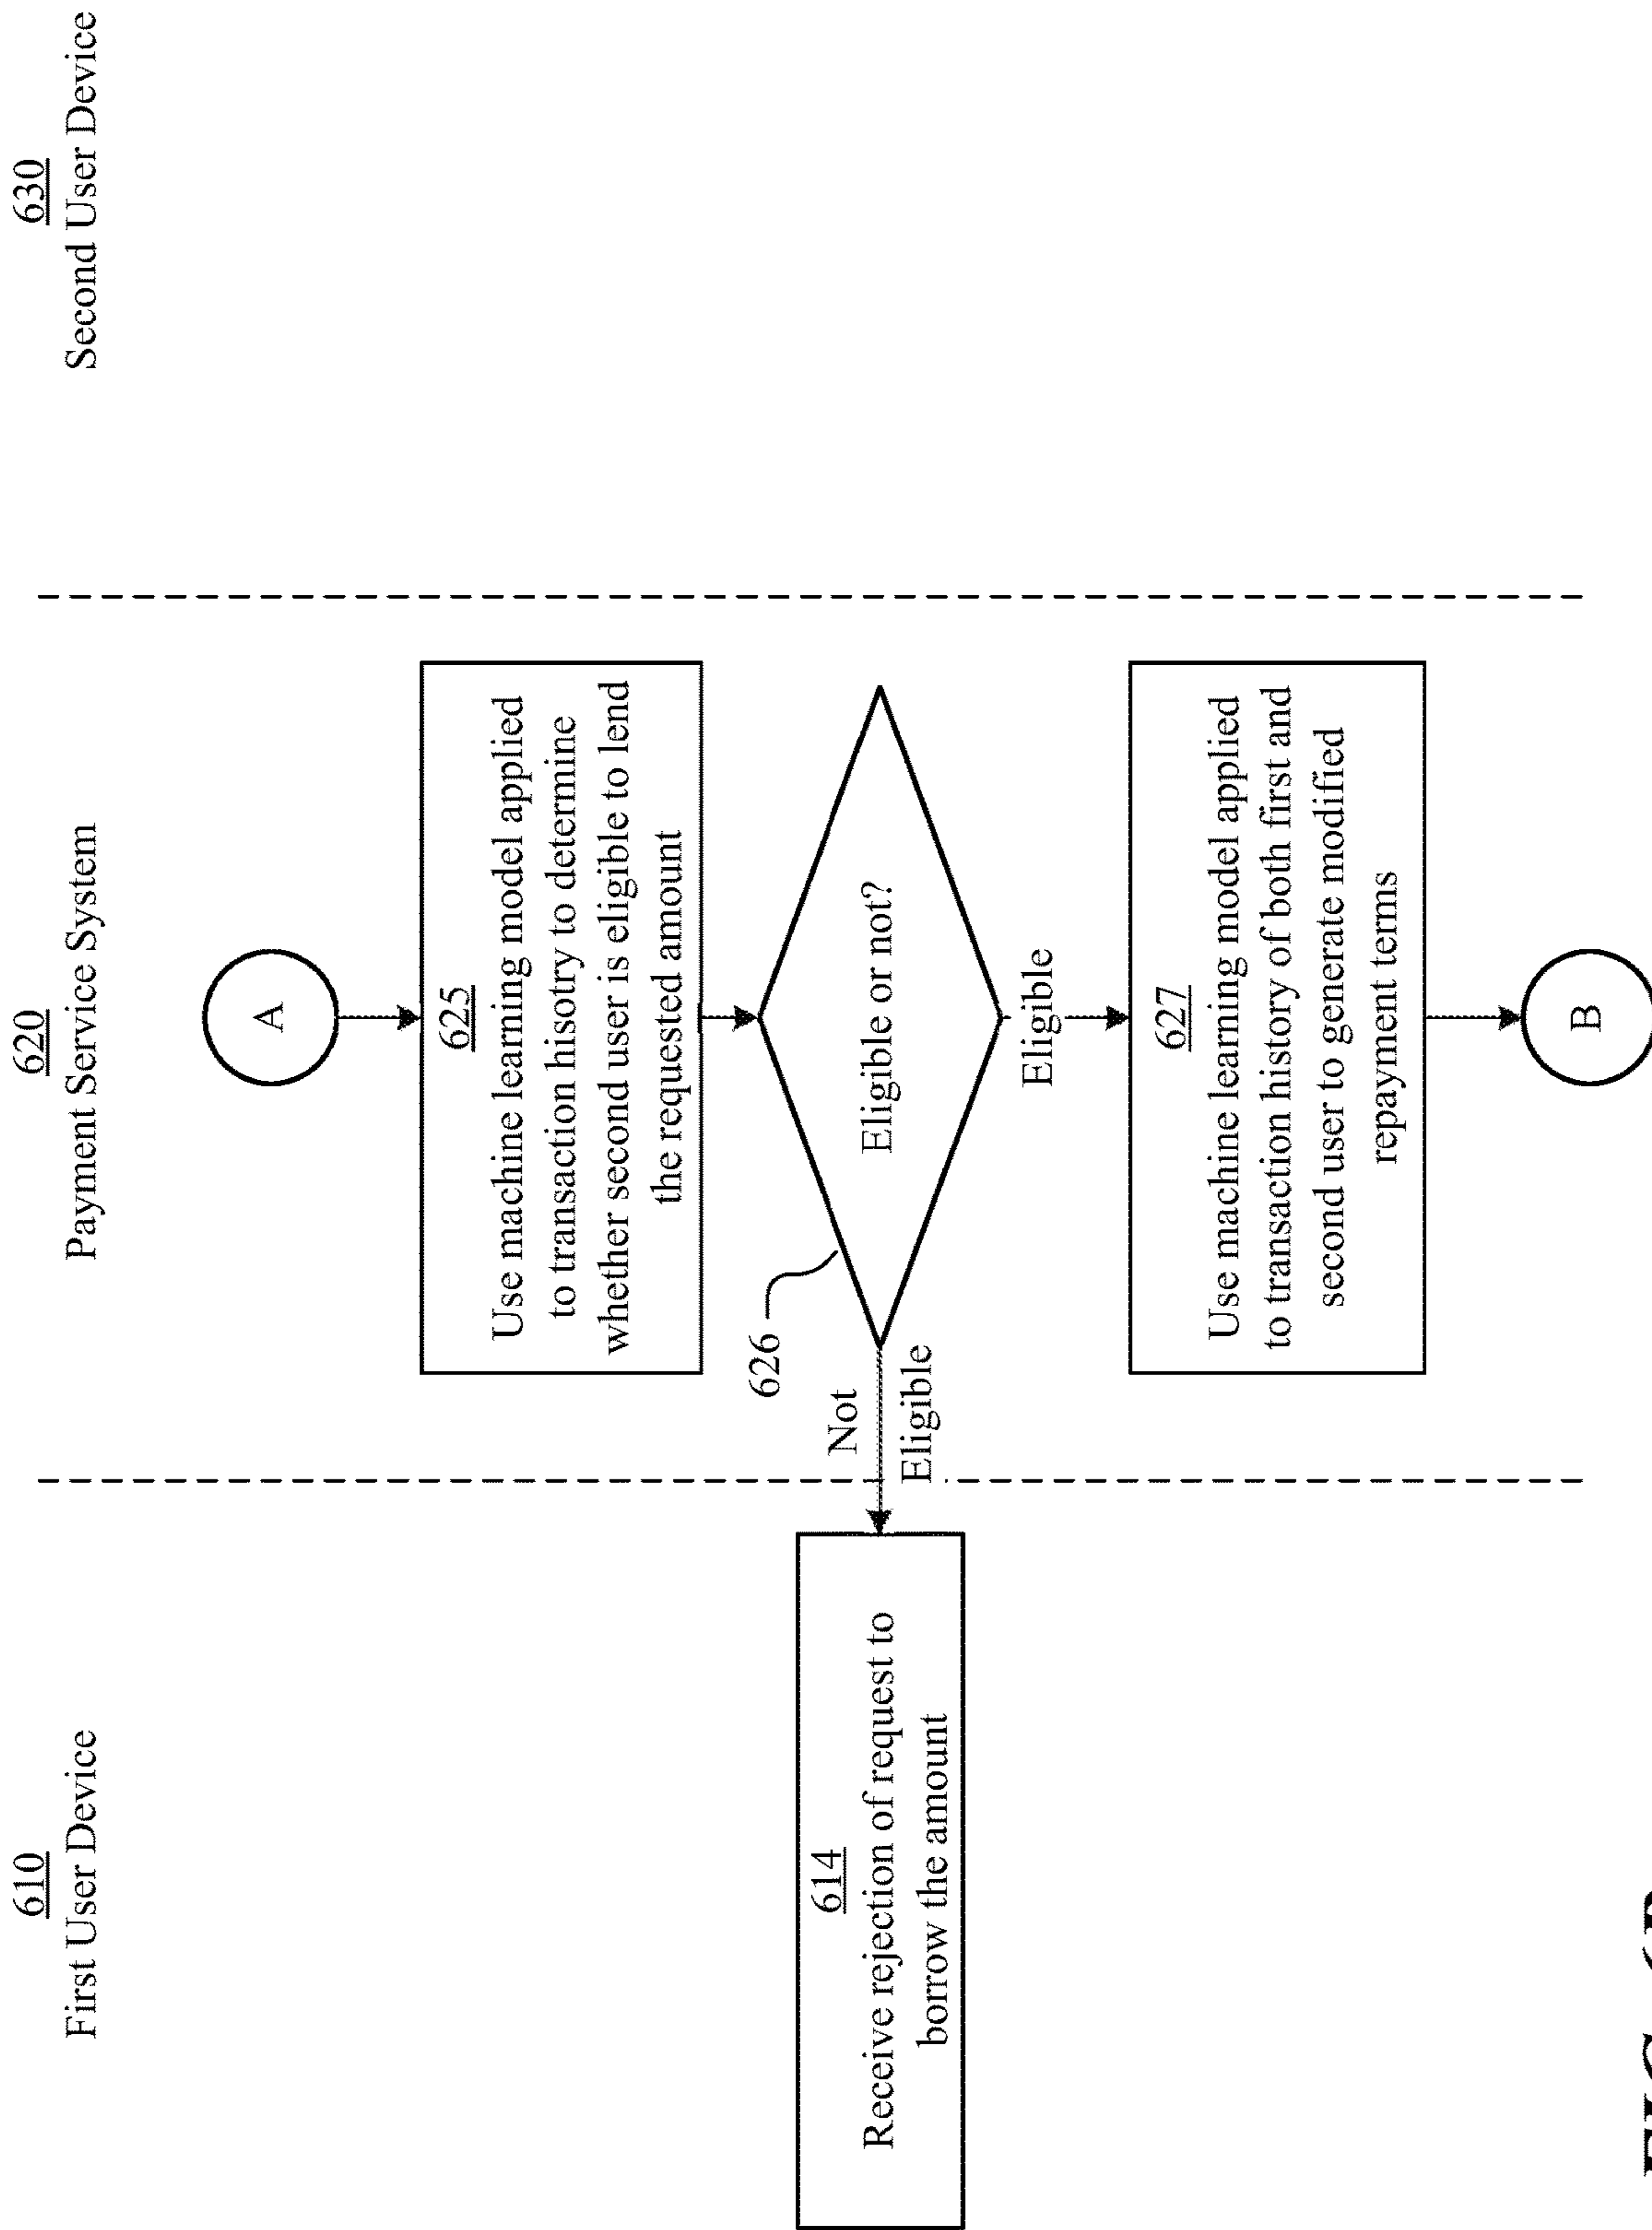 610
First User Device
620
Payment Service System
630
Second User Device
A
625
Use machine learning model applied
to transaction hisotry to determine
whether second user is eligible to lend
the requested amount
626
Eligible or not?
Not
Eligible
614
Receive rejection of request to
borrow the amount
Eligible
627
Use machine learning model applied
to transaction history of both first and
second user to generate modified
repayment terms
B